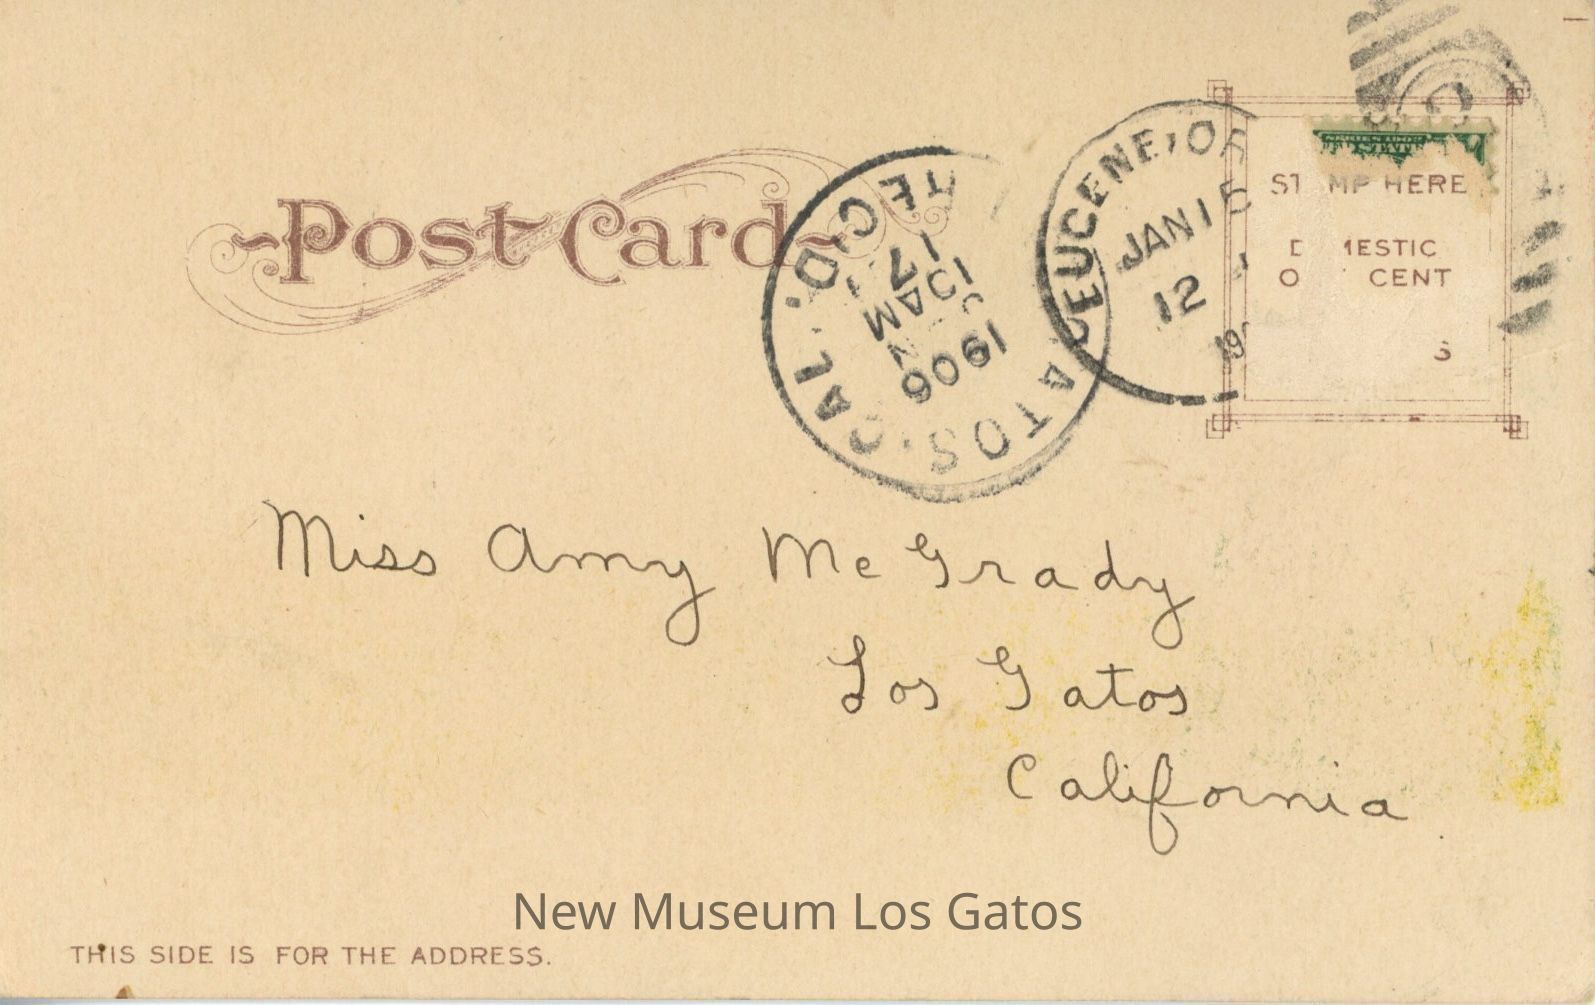 Post Card
EUGENE, OR
JAN 15
12
REC'D.
17
10 AM
JAN
1906
GATOS. CAL.
STAMP HERE
DOMESTIC
CENT
S
Miss Amy McGrady
Los Gatos
California
New Museum Los Gatos
THIS SIDE IS FOR THE ADDRESS.